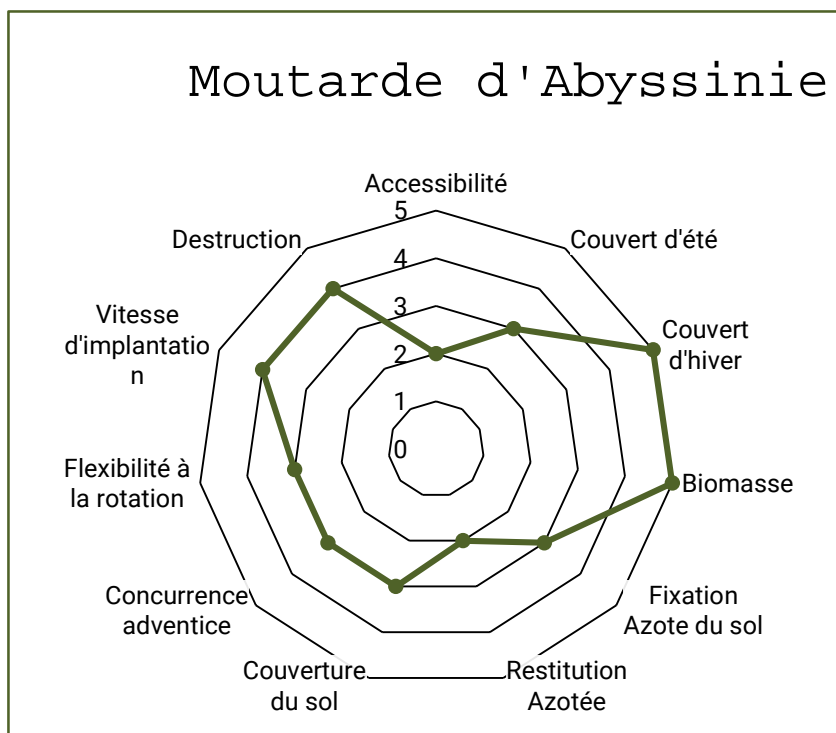 Moutarde d'Abyssinie
Accessibilité
5
4
3
2
1
0
Couvert d'été
Couvert
d'hiver
Biomasse
Fixation
Azote du sol
Restitution
Azotée
Couverture
du sol
Concurrence
adventice
Flexibilité à
la rotation
Vitesse
d'implantatio
n
Destruction